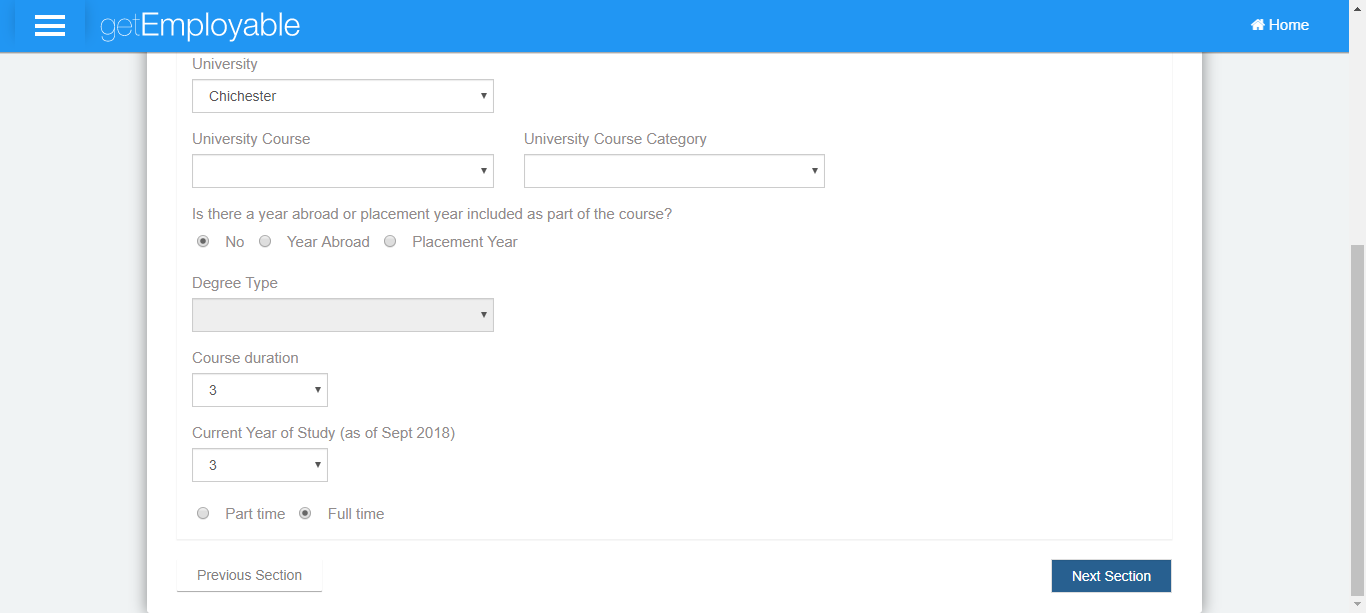 getEmployable
Home
University
Chichester
University Course
University Course Category
Is there a year abroad or placement year included as part of the course?
No Year Abroad Placement Year
Degree Type
Course duration
3
Current Year of Study (as of Sept 2018)
3
Part time Full time
Previous Section
Next Section